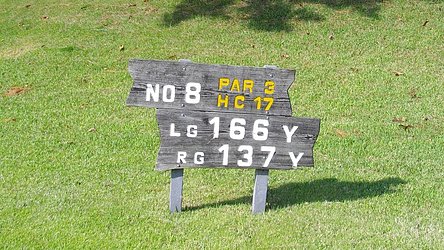 NO 8 PAR 3
HC 17
LG 166 Y
RG 137 Y